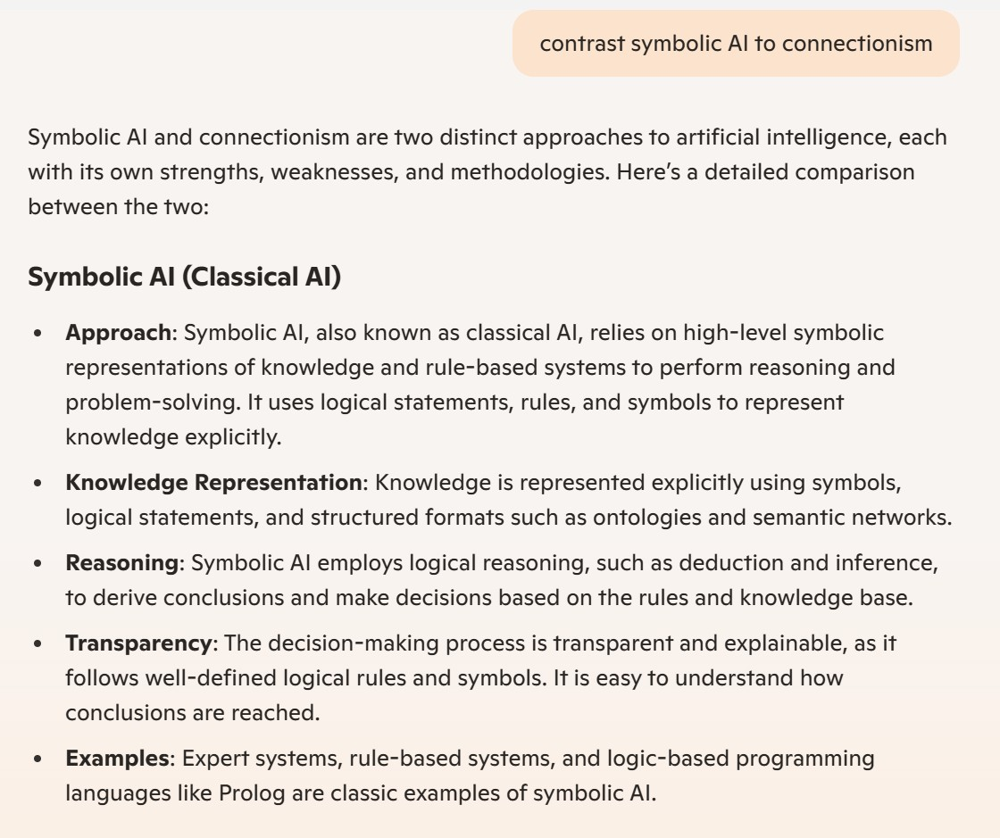 contrast symbolic AI to connectionism
Symbolic AI and connectionism are two distinct approaches to artificial intelligence, each
with its own strengths, weaknesses, and methodologies. Here’s a detailed comparison
between the two:
Symbolic AI (Classical AI)
• Approach: Symbolic AI, also known as classical AI, relies on high-level symbolic
representations of knowledge and rule-based systems to perform reasoning and
problem-solving. It uses logical statements, rules, and symbols to represent
knowledge explicitly.
• Knowledge Representation: Knowledge is represented explicitly using symbols,
logical statements, and structured formats such as ontologies and semantic networks.
• Reasoning: Symbolic AI employs logical reasoning, such as deduction and inference,
to derive conclusions and make decisions based on the rules and knowledge base.
• Transparency: The decision-making process is transparent and explainable, as it
follows well-defined logical rules and symbols. It is easy to understand how
conclusions are reached.
• Examples: Expert systems, rule-based systems, and logic-based programming
languages like Prolog are classic examples of symbolic AI.